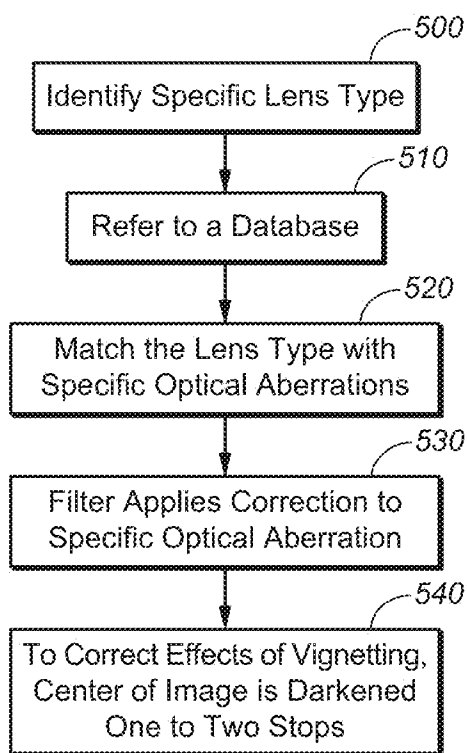 500
Identify Specific Lens Type
510
Refer to a Database
520
Match the Lens Type with
Specific Optical Aberrations
530
Filter Applies Correction to
Specific Optical Aberration
540
To Correct Effects of Vignetting,
Center of Image is Darkened
One to Two Stops